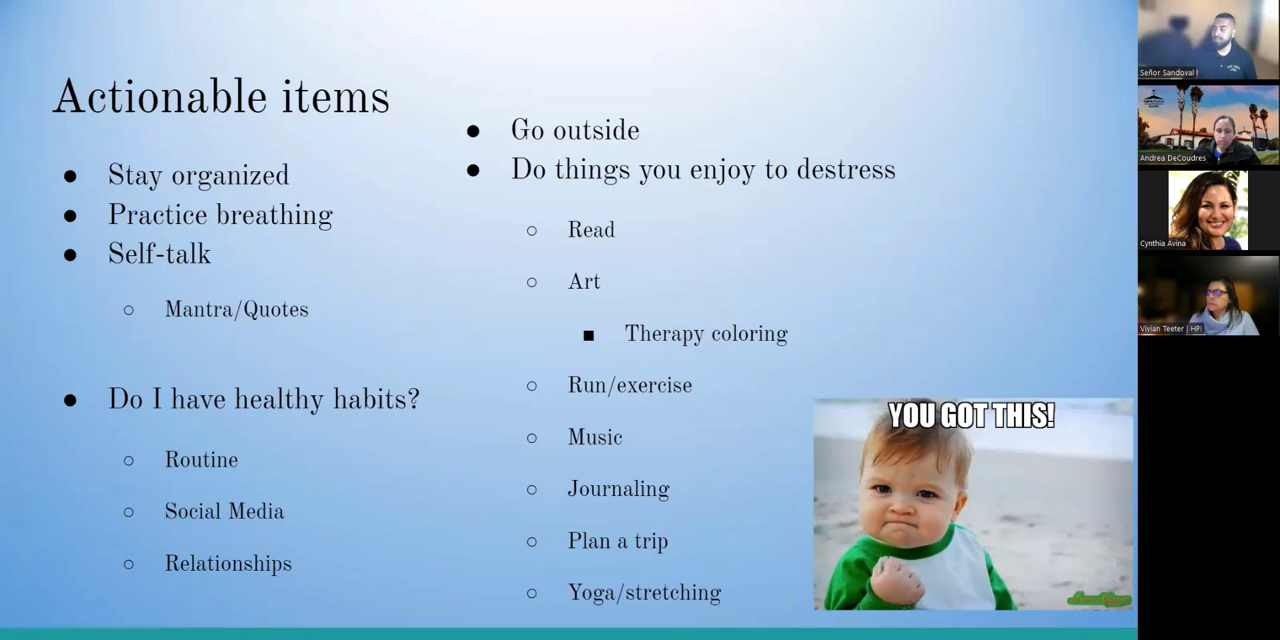 Actionable items
Stay organized
Practice breathing
Self-talk
Mantra/Quotes
Do I have healthy habits?
Routine
Social Media
Relationships
Go outside
Do things you enjoy to destress
Read
Art
Therapy coloring
Run/exercise
Music
Journaling
Plan a trip
Yoga/stretching
YOU GOT THIS!
Señor Sandoval
Andrea DeCoudres
Cynthia Avina
Vivian Teeter | HPI